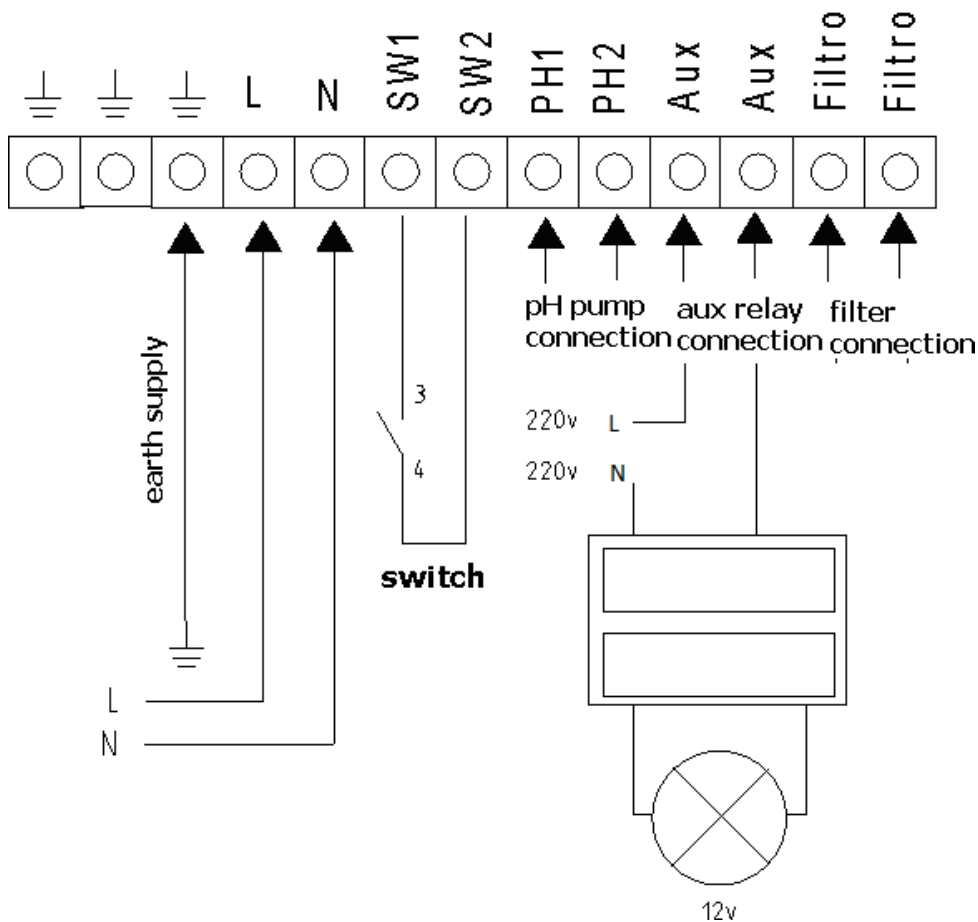 L
N
SW1
SW2
PH1
PH2
Aux
Aux
Filtro
Filtro
pH pump
connection
aux relay
connection
filter
connection
earth supply
3
4
switch
220v L
220v N
L
N
12v